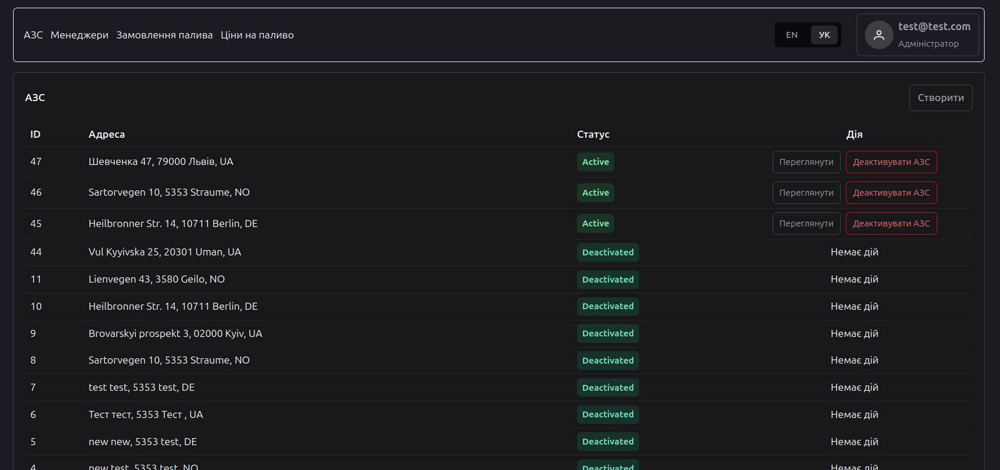 АЗС Менеджери Замовлення палива Ціни на паливо EN УК test@test.com
Адміністратор
АЗС Створити
ID Адреса Статус Дія
47 Шевченка 47, 79000 Львів, UA Active Переглянути Деактивувати АЗС
46 Sartorvegen 10, 5353 Straume, NO Active Переглянути Деактивувати АЗС
45 Heilbronner Str. 14, 10711 Berlin, DE Active Переглянути Деактивувати АЗС
44 Vul Kyyivska 25, 20301 Uman, UA Deactivated Немає дій
11 Lienvegen 43, 3580 Geilo, NO Deactivated Немає дій
10 Heilbronner Str. 14, 10711 Berlin, DE Deactivated Немає дій
9 Brovarskyi prospekt 3, 02000 Kyiv, UA Deactivated Немає дій
8 Sartorvegen 10, 5353 Straume, NO Deactivated Немає дій
7 test test, 5353 test, DE Deactivated Немає дій
6 Тест тест, 5353 Тест , UA Deactivated Немає дій
5 new new, 5353 test, DE Deactivated Немає дій
4 new test, 5353 test, NO Deactivated Немає дій